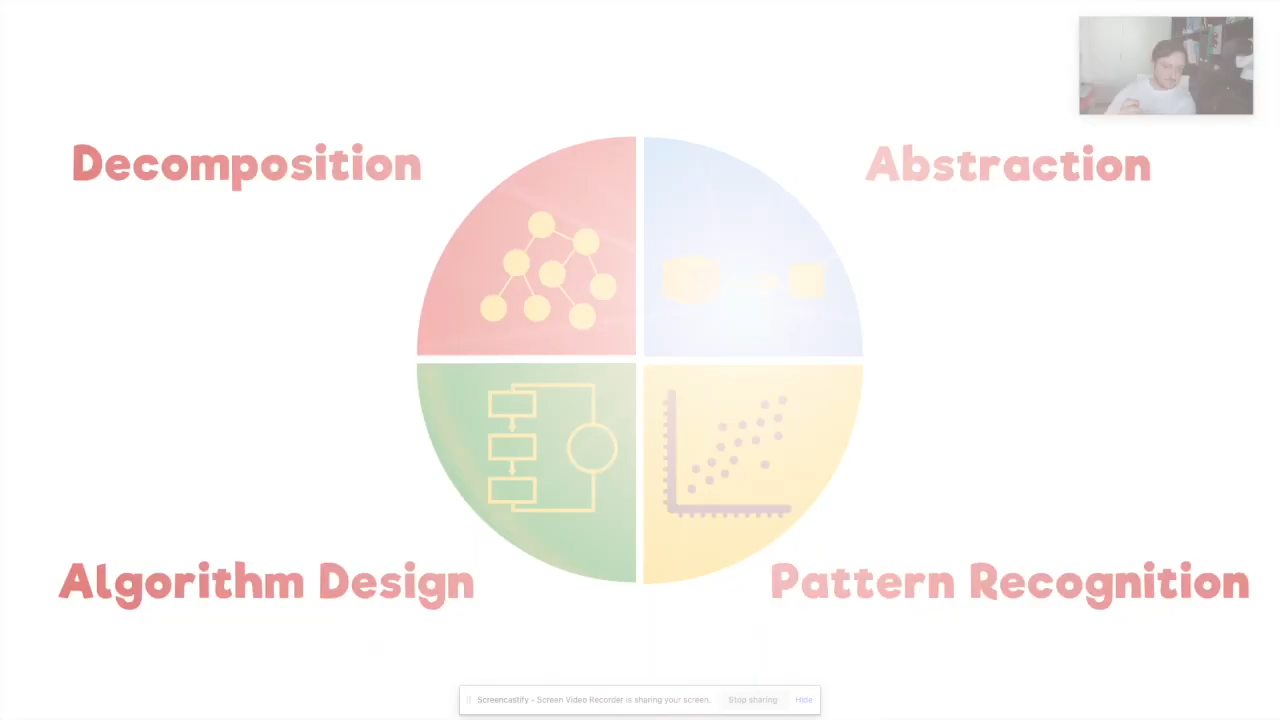 Decomposition
Abstraction
Algorithm Design
Pattern Recognition
Screencastify - Screen Video Recorder is sharing your screen.
Stop sharing
Hide